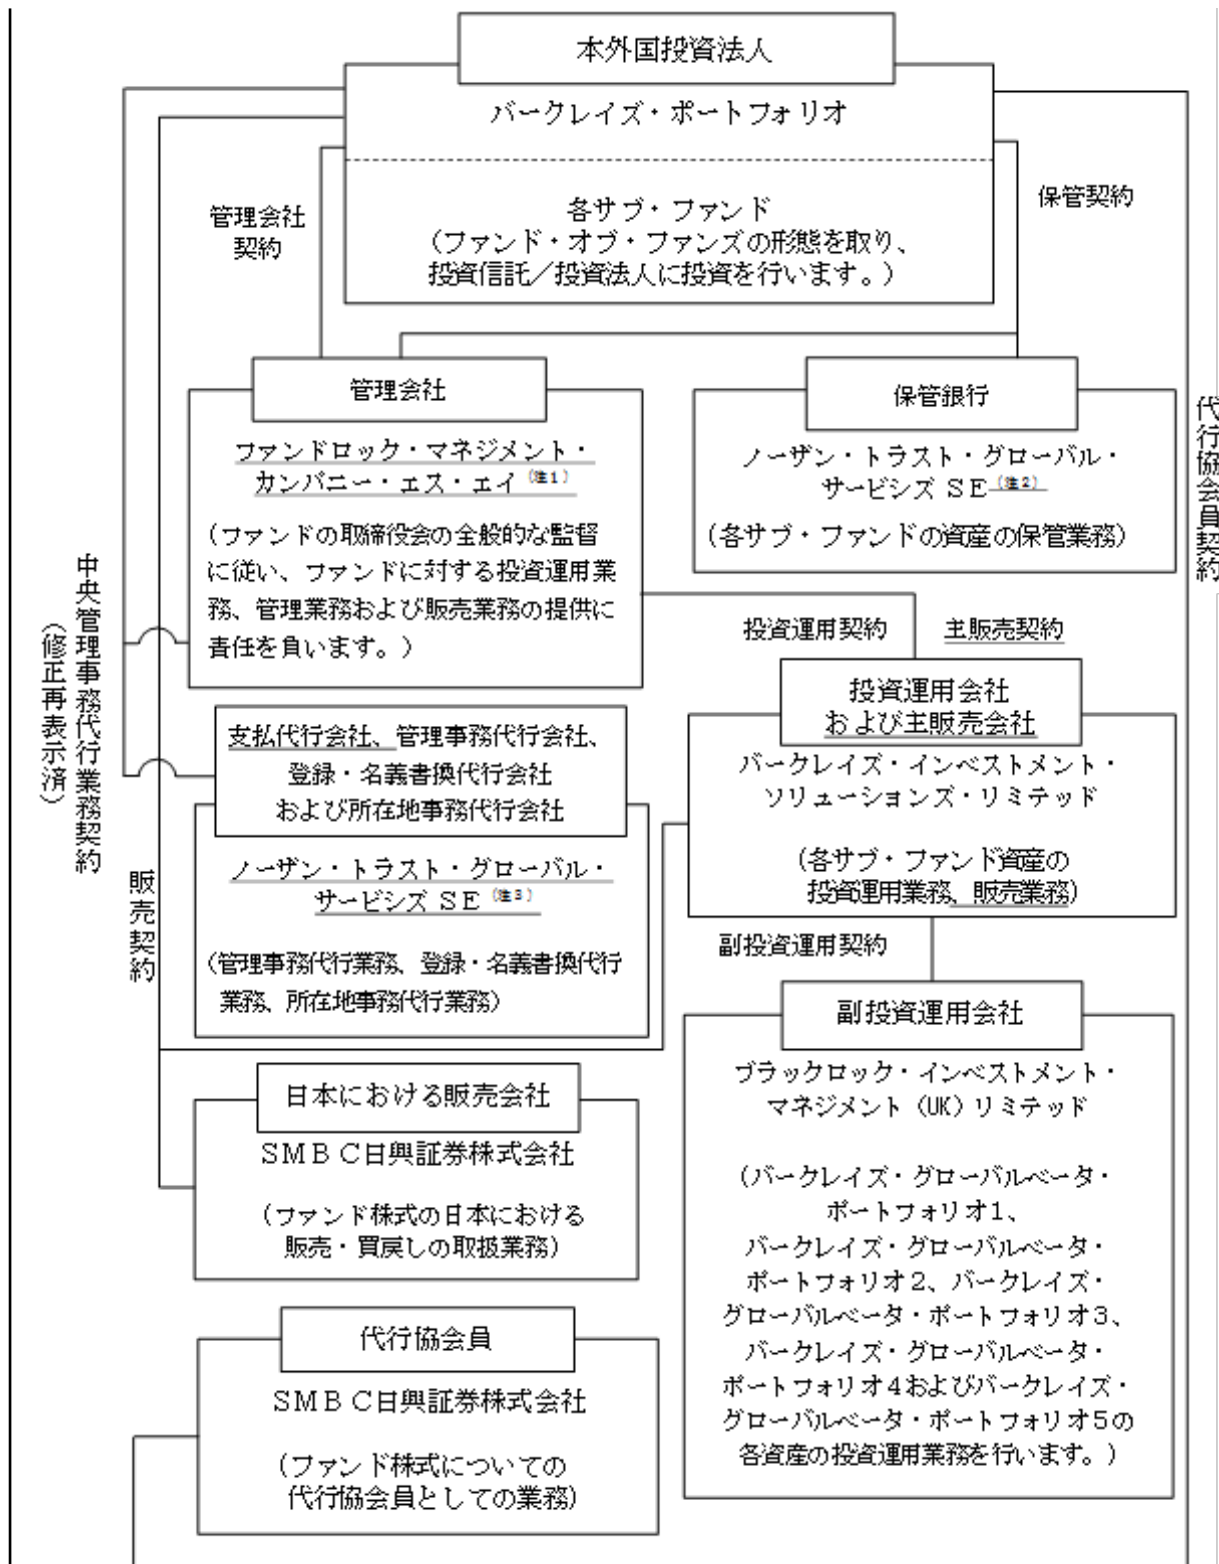 本外国投資法人
バークレイズ・ポートフォリオ
各サブ・ファンド
(ファンド・オブ・ファンズの形態を取り、
投資信託/投資法人に投資を行います。)
管理会社
契約
保管契約
代行協会員契約
管理会社
ファンドロック・マネジメント・
カンパニー・エス・エイ(注1)
(ファンドの取締役会の全般的な監督
に従い、ファンドに対する投資運用業
務、管理業務および販売業務の提供に
責任を負います。)
保管銀行
ノーザン・トラスト・グローバル・
サービシズ SE(注2)
(各サブ・ファンドの資産の保管業務)
中央管理事務代行業務契約
(修正再表示済)
投資運用契約
主販売契約
投資運用会社
および主販売会社
バークレイズ・インベストメント・
ソリューションズ・リミテッド
(各サブ・ファンド資産の
投資運用業務、販売業務)
支払代行会社、管理事務代行会社、
登録・名義書換代行会社
および所在地事務代行会社
ノーザン・トラスト・グローバル・
サービシズ SE(注3)
(管理事務代行業務、登録・名義書換代行
業務、所在地事務代行業務)
販売契約
副投資運用契約
副投資運用会社
ブラックロック・インベストメント・
マネジメント(UK)リミテッド
(バークレイズ・グローバルベータ・
ポートフォリオ1、
バークレイズ・グローバルベータ・
ポートフォリオ2、バークレイズ・
グローバルベータ・ポートフォリオ3、
バークレイズ・グローバルベータ・
ポートフォリオ4およびバークレイズ・
グローバルベータ・ポートフォリオ5の
各資産の投資運用業務を行います。)
日本における販売会社
SMBC日興証券株式会社
(ファンド株式の日本における
販売・買戻しの取扱業務)
代行協会員
SMBC日興証券株式会社
(ファンド株式についての
代行協会員としての業務)